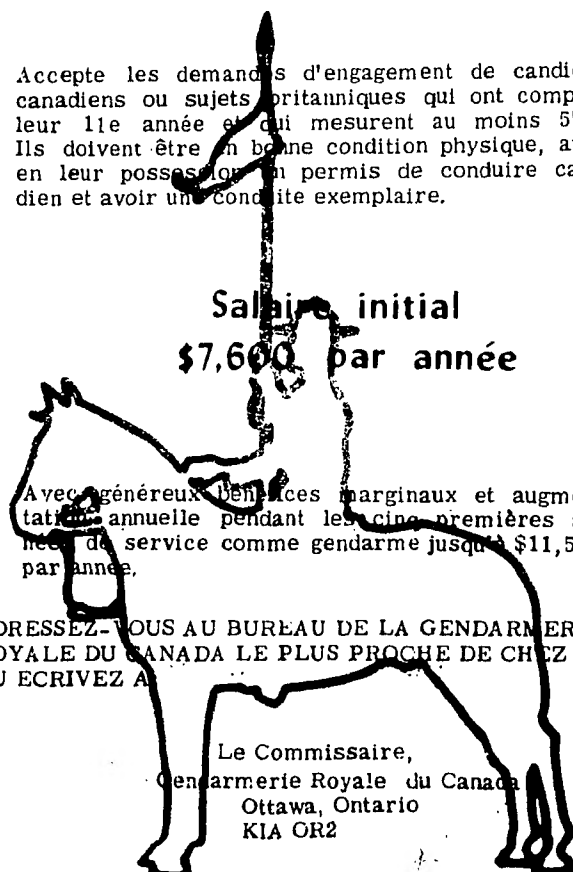 Accepte les demandes d'engagement de candi
canadiens ou sujets britanniques qui ont comp
leur 11e année et qui mesurent au moins 5'
Ils doivent être en bonne condition physique, a
en leur possession un permis de conduire ca
dien et avoir une conduite exemplaire.
Salaire initial
$7,600 par année
Avec généreux bénéfices marginaux et augme
tation annuelle pendant les cinq premières a
nées de service comme gendarme jusqu'à $11,5
par année.
DRESSEZ-VOUS AU BUREAU DE LA GENDARMER
OYALE DU CANADA LE PLUS PROCHE DE CHEZ
U ECRIVEZ A
Le Commissaire,
Gendarmerie Royale du Canada
Ottawa, Ontario
KIA OR2